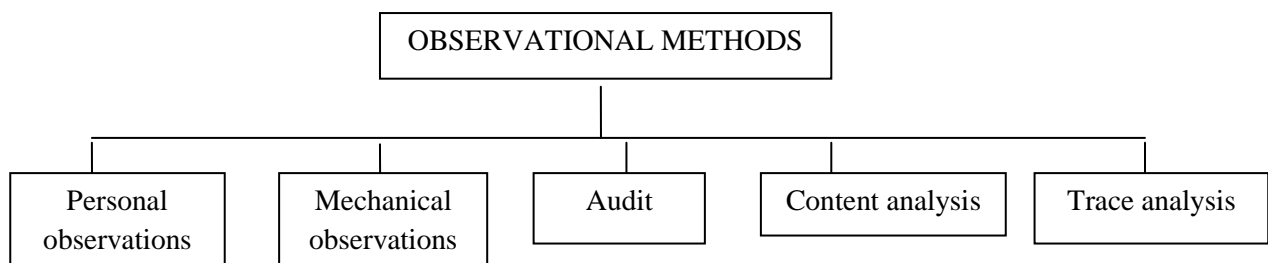 OBSERVATIONAL METHODS
Personal
observations
Mechanical
observations
Audit
Content analysis
Trace analysis